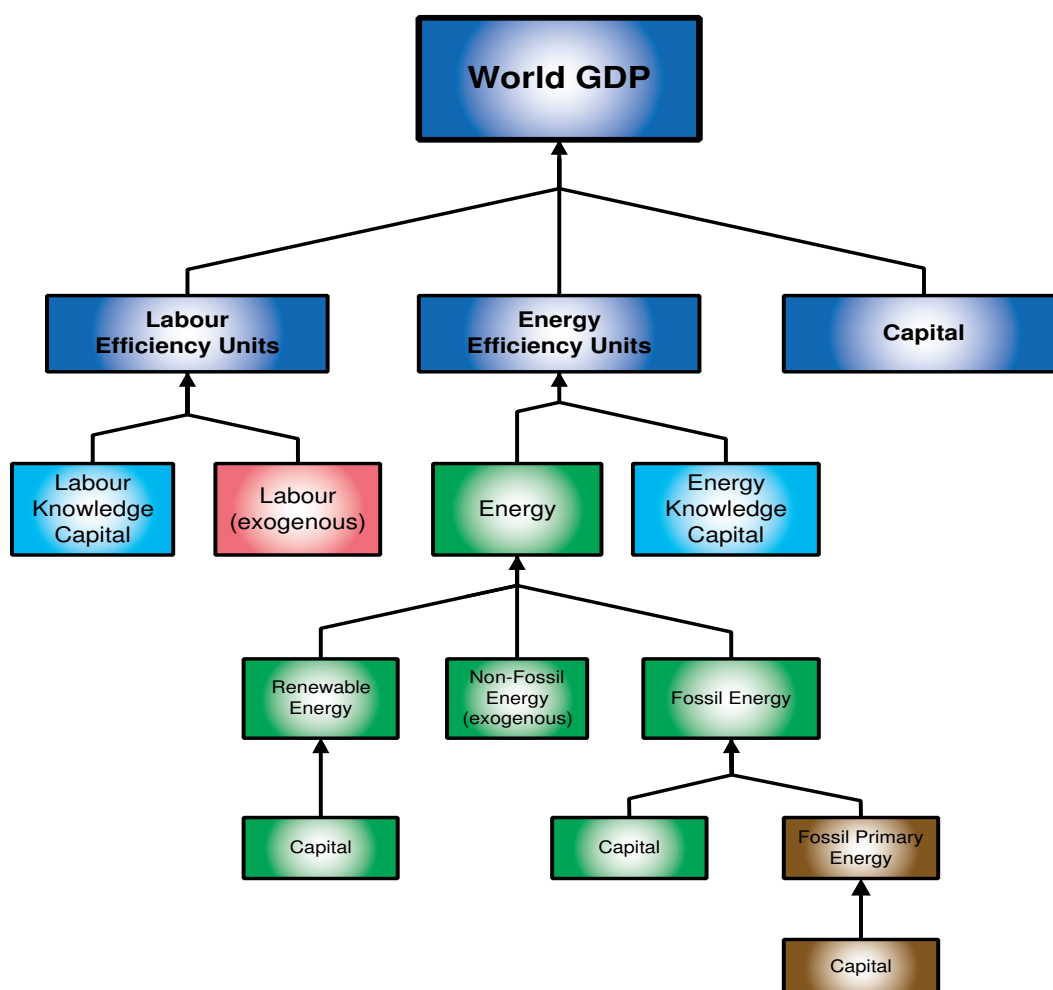 World GDP
Labour
Efficiency Units
Energy
Efficiency Units
Capital
Labour
Knowledge
Capital
Labour
(exogenous)
Energy
Energy
Knowledge
Capital
Renewable
Energy
Non-Fossil
Energy
(exogenous)
Fossil Energy
Capital
Capital
Fossil Primary
Energy
Capital